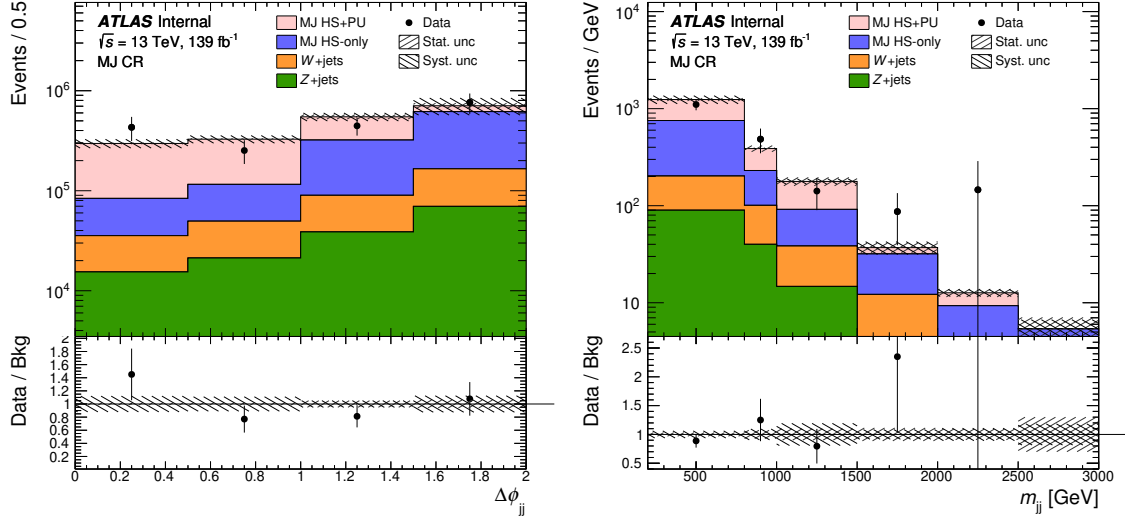 ATLAS Internal
√s = 13 TeV, 139 fb⁻¹
MJ CR
MJ HS+PU
MJ HS-only
W+jets
Z+jets
Data
Stat. unc
Syst. unc
Events / 0.5
10⁶
10⁵
Data / Bkg
2
1.8
1.6
1.4
1.2
1
0.8
0.6
0.4
0.2
0
0 0.2 0.4 0.6 0.8 1 1.2 1.4 1.6 1.8 2
Δϕjj
ATLAS Internal
√s = 13 TeV, 139 fb⁻¹
MJ CR
MJ HS+PU
MJ HS-only
W+jets
Z+jets
Data
Stat. unc
Syst. unc
Events / GeV
10⁴
10³
10²
10
Data / Bkg
2.5
2
1.5
1
0.5
500 1000 1500 2000 2500 3000
mjj [GeV]